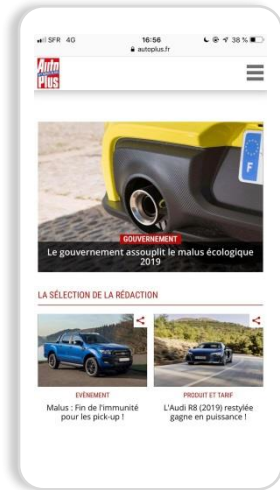 SFR 4G 16:56 38 %
autoplus.fr
Auto
Plus
F
GOUVERNEMENT
Le gouvernement assouplit le malus écologique
2019
LA SÉLECTION DE LA RÉDACTION
EVÈNEMENT
Malus : Fin de l'immunité
pour les pick-up !
PRODUIT ET TARIF
L'Audi R8 (2019) restylée
gagne en puissance !